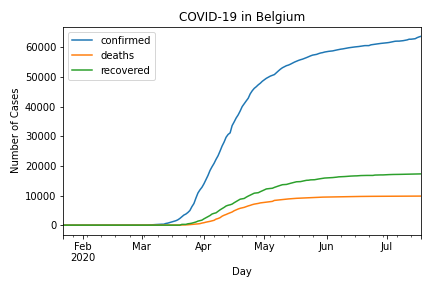 COVID-19 in Belgium
confirmed
deaths
recovered
Number of Cases
60000
50000
40000
30000
20000
10000
0
Feb
2020
Mar
Apr
May
Jun
Jul
Day